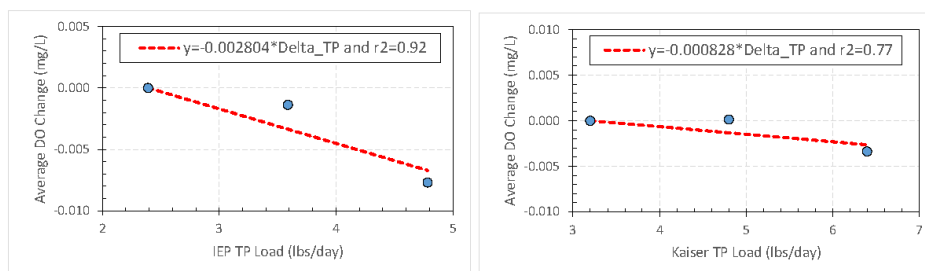 y=-0.002804*Delta_TP and r2=0.92
0.005
0.000
-0.005
-0.010
Average DO Change (mg/L)
2 3 4 5
IEP TP Load (lbs/day)
y=-0.000828*Delta_TP and r2=0.77
0.010
0.005
0.000
-0.005
-0.010
Average DO Change (mg/L)
3 4 5 6 7
Kaiser TP Load (lbs/day)